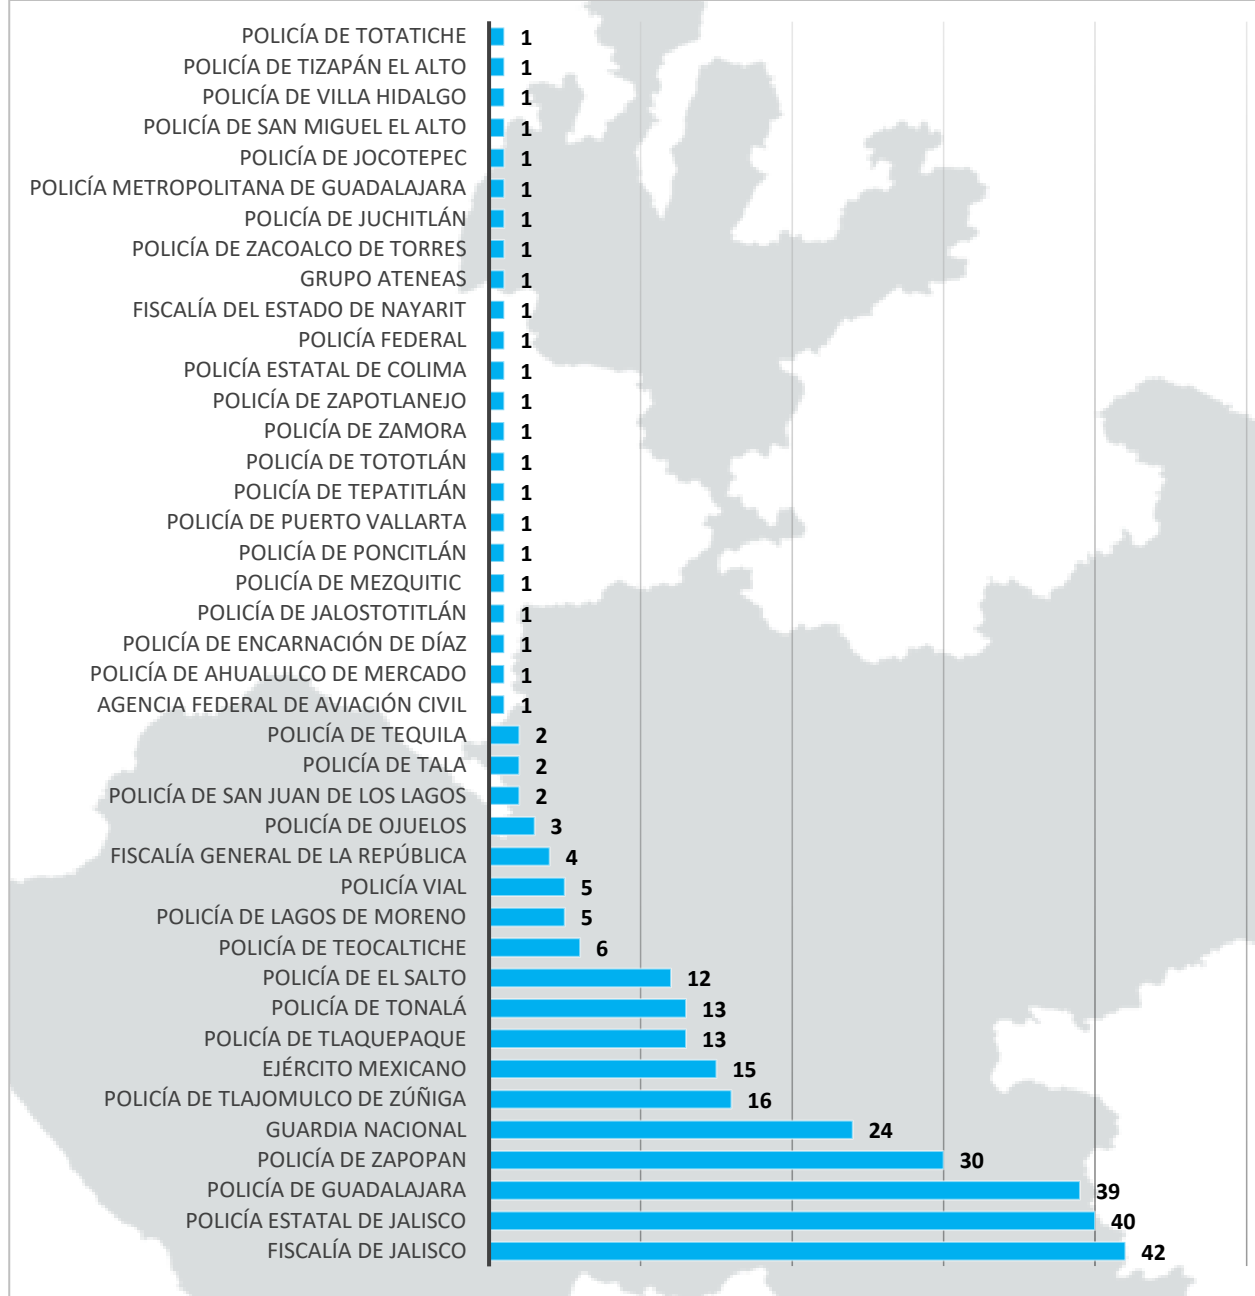 POLICÍA DE TOTATICHE 1
POLICÍA DE TIZAPÁN EL ALTO 1
POLICÍA DE VILLA HIDALGO 1
POLICÍA DE SAN MIGUEL EL ALTO 1
POLICÍA DE JOCOTEPEC 1
POLICÍA METROPOLITANA DE GUADALAJARA 1
POLICÍA DE JUCHITLÁN 1
POLICÍA DE ZACOALCO DE TORRES 1
GRUPO ATENEAS 1
FISCALÍA DEL ESTADO DE NAYARIT 1
POLICÍA FEDERAL 1
POLICÍA ESTATAL DE COLIMA 1
POLICÍA DE ZAPOTLANEJO 1
POLICÍA DE ZAMORA 1
POLICÍA DE TOTOTLÁN 1
POLICÍA DE TEPATITLÁN 1
POLICÍA DE PUERTO VALLARTA 1
POLICÍA DE PONCITLÁN 1
POLICÍA DE MEZQUITIC 1
POLICÍA DE JALOSTOTITLÁN 1
POLICÍA DE ENCARNACIÓN DE DÍAZ 1
POLICÍA DE AHUALULCO DE MERCADO 1
AGENCIA FEDERAL DE AVIACIÓN CIVIL 1
POLICÍA DE TEQUILA 2
POLICÍA DE TALA 2
POLICÍA DE SAN JUAN DE LOS LAGOS 2
POLICÍA DE OJUELOS 3
FISCALÍA GENERAL DE LA REPÚBLICA 4
POLICÍA VIAL 5
POLICÍA DE LAGOS DE MORENO 5
POLICÍA DE TEOCALTICHE 6
POLICÍA DE EL SALTO 12
POLICÍA DE TONALÁ 13
POLICÍA DE TLAQUEPAQUE 13
EJÉRCITO MEXICANO 15
POLICÍA DE TLAJOMULCO DE ZÚÑIGA 16
GUARDIA NACIONAL 24
POLICÍA DE ZAPOPAN 30
POLICÍA DE GUADALAJARA 39
POLICÍA ESTATAL DE JALISCO 40
FISCALÍA DE JALISCO 42